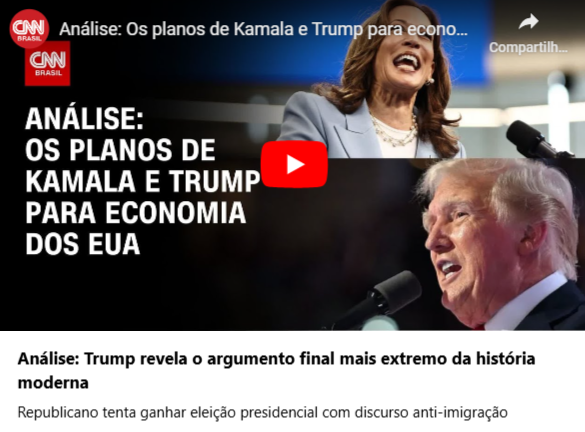 CNN
BRASIL
Análise: Os planos de Kamala e Trump para econo...
Compartilh...
CNN
BRASIL
ANÁLISE:
OS PLANOS DE
KAMALA E TRUMP
PARA ECONOMIA
DOS EUA
Análise: Trump revela o argumento final mais extremo da história
moderna
Republicano tenta ganhar eleição presidencial com discurso anti-imigração